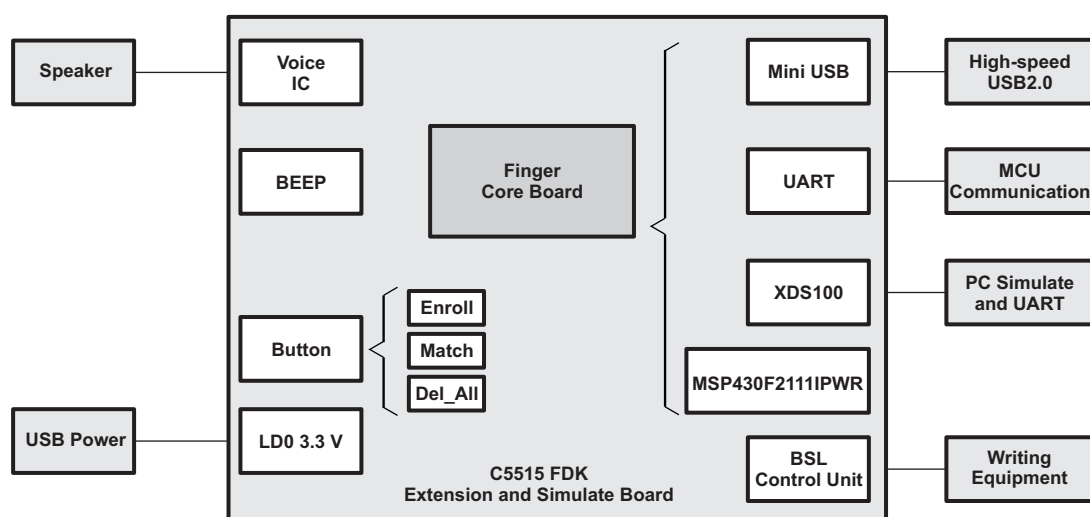 Speaker
Voice
IC
Mini USB
High-speed
USB2.0
BEEP
Finger
Core Board
UART
MCU
Communication
Button
Enroll
Match
Del_All
XDS100
PC Simulate
and UART
MSP430F2111IPWR
USB Power
LD0 3.3 V
C5515 FDK
Extension and Simulate Board
BSL
Control Unit
Writing
Equipment